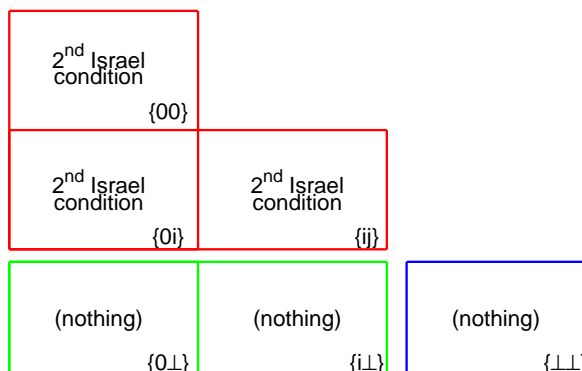 2nd Israel
condition
{00}
2nd Israel 2nd Israel
condition condition
{0i} {ij}
(nothing) (nothing) (nothing)
{0⊥} {i⊥} {⊥⊥}